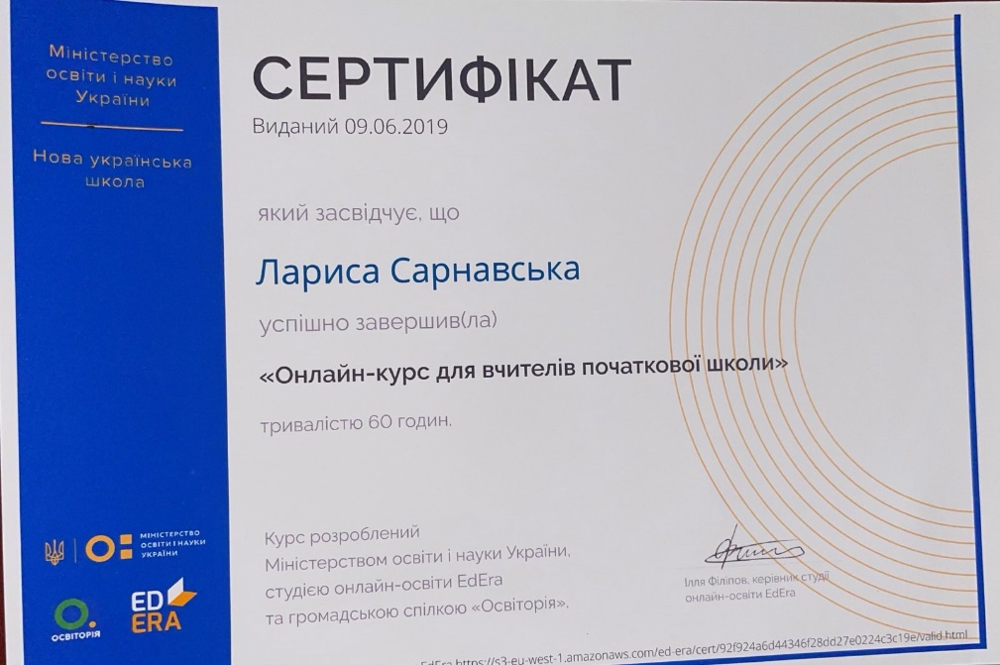 Міністерство
освіти і науки
України
Нова українська
школа
СЕРТИФІКАТ
Виданий 09.06.2019
який засвідчує, що
Лариса Сарнавська
успішно завершив(ла)
«Онлайн-курс для вчителів початкової школи»
тривалістю 60 годин.
МІНІСТЕРСТВО
ОСВІТИ І НАУКИ
УКРАЇНИ
ОСВІТОРІЯ
ED
ERA
Курс розроблений
Міністерством освіти і науки України,
студією онлайн-освіти EdEra
та громадською спілкою «Освіторія».
Ілля Філіпов, керівник студії
онлайн-освіти EdEra
EdEra https://s3-eu-west-1.amazonaws.com/ed-era/cert/92f924a6d44346f28dd27e0224c3c19e/valid.html